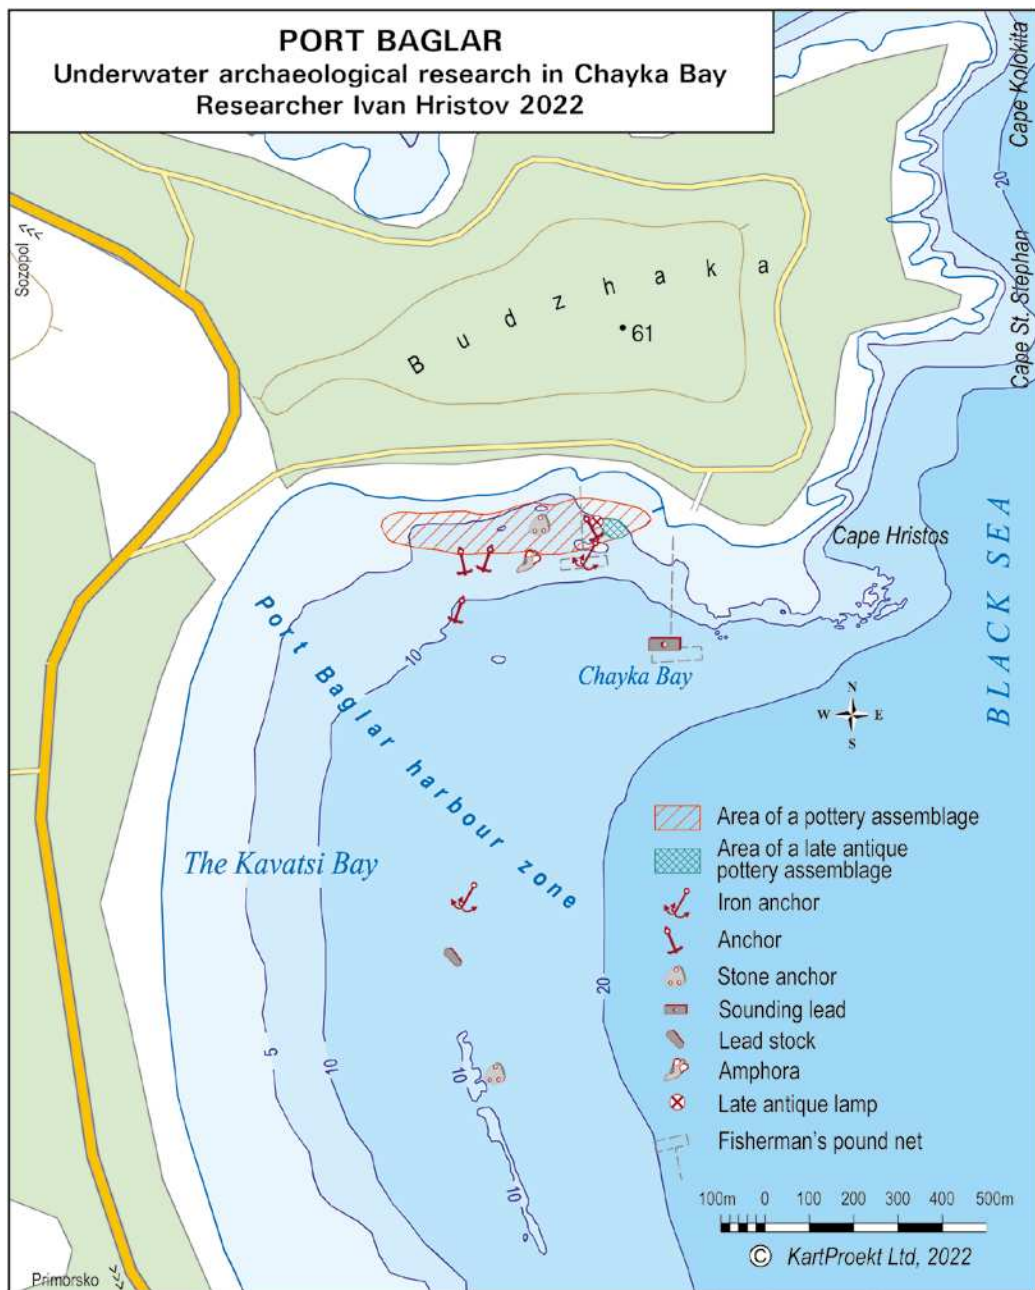 PORT BAGLAR
Underwater archaeological research in Chayka Bay
Researcher Ivan Hristov 2022
Cape Kolokita
20
Sozopol
Budzhaka
61
Cape St. Stephan
Cape Hristos
BLACK SEA
10
Chayka Bay
Port Baglar harbour zone
N
W E
S
The Kavatsi Bay
Area of a pottery assemblage
Area of a late antique
pottery assemblage
Iron anchor
Anchor
Stone anchor
Sounding lead
Lead stock
Amphora
Late antique lamp
Fisherman's pound net
20
5
10
10
10
100m 0 100 200 300 400 500m
© KartProekt Ltd, 2022
Primorsko